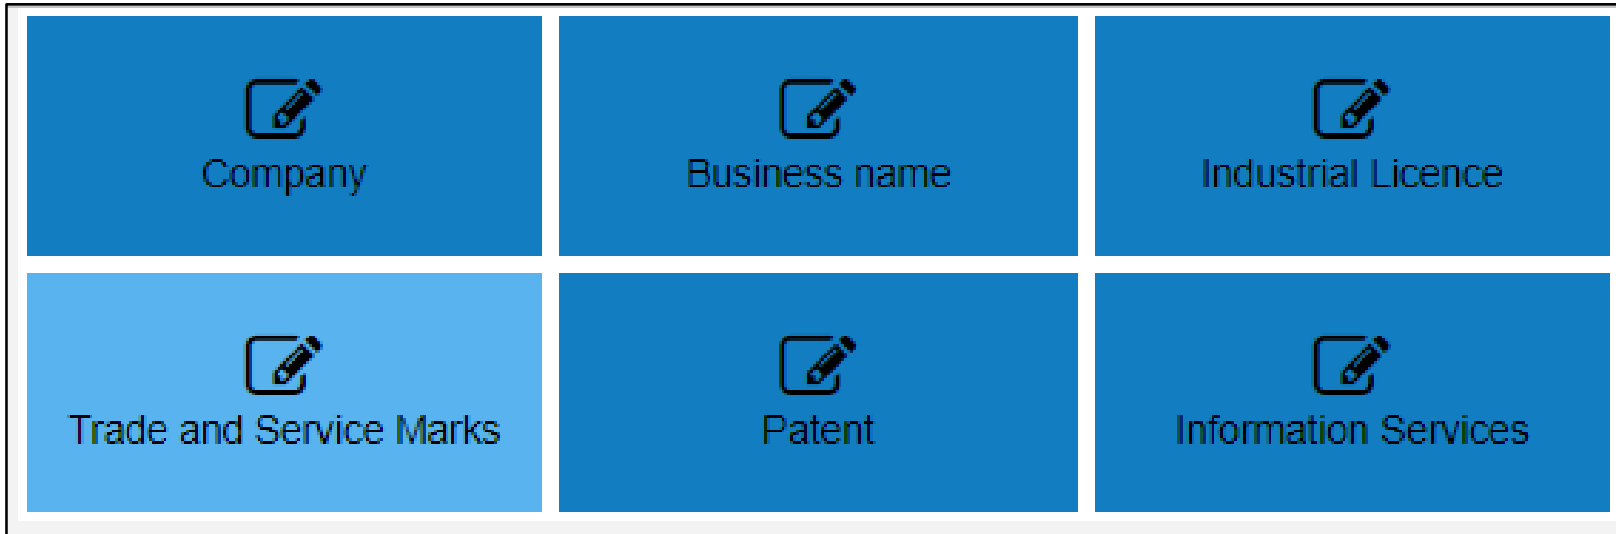 Company
Business name
Industrial Licence
Trade and Service Marks
Patent
Information Services